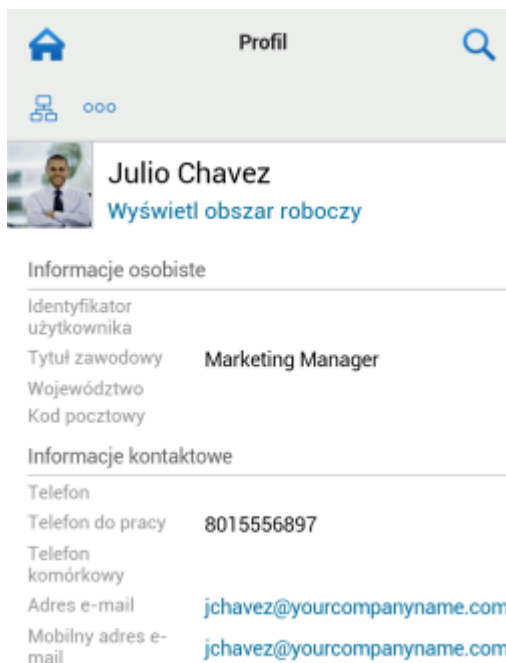 Profil
Julio Chavez
Wyświetl obszar roboczy
Informacje osobiste
Identyfikator
użytkownika
Tytuł zawodowy Marketing Manager
Województwo
Kod pocztowy
Informacje kontaktowe
Telefon
Telefon do pracy 8015556897
Telefon
komórkowy
Adres e-mail jchavez@yourcompanyname.com
Mobilny adres e-
mail jchavez@yourcompanyname.com